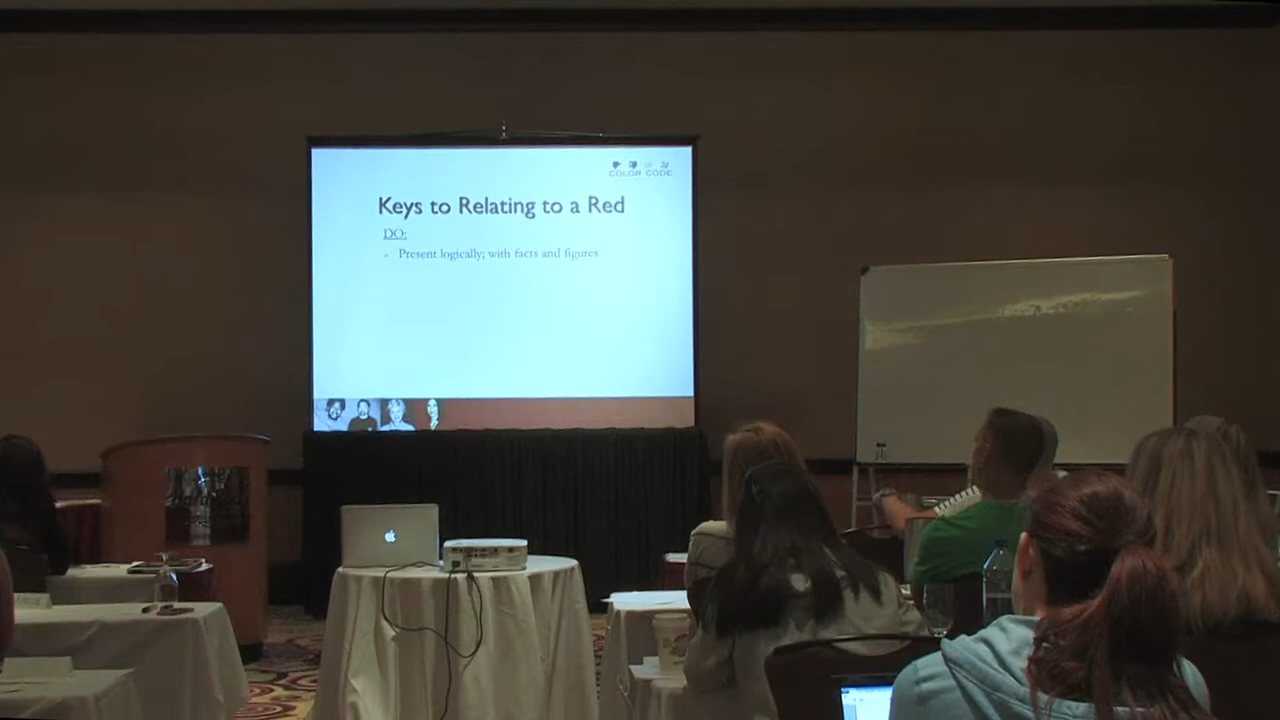 COLOR CODE
Keys to Relating to a Red
DO:
- Present logically; with facts and figures